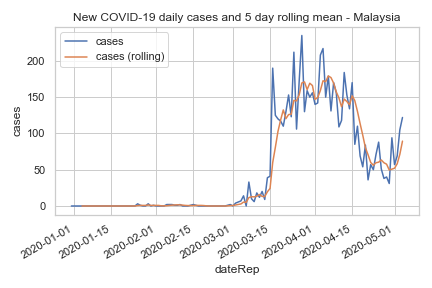 New COVID-19 daily cases and 5 day rolling mean - Malaysia
cases
cases (rolling)
200
150
100
50
0
cases
2020-01-01
2020-01-15
2020-02-01
2020-02-15
2020-03-01
2020-03-15
2020-04-01
2020-04-15
2020-05-01
dateRep